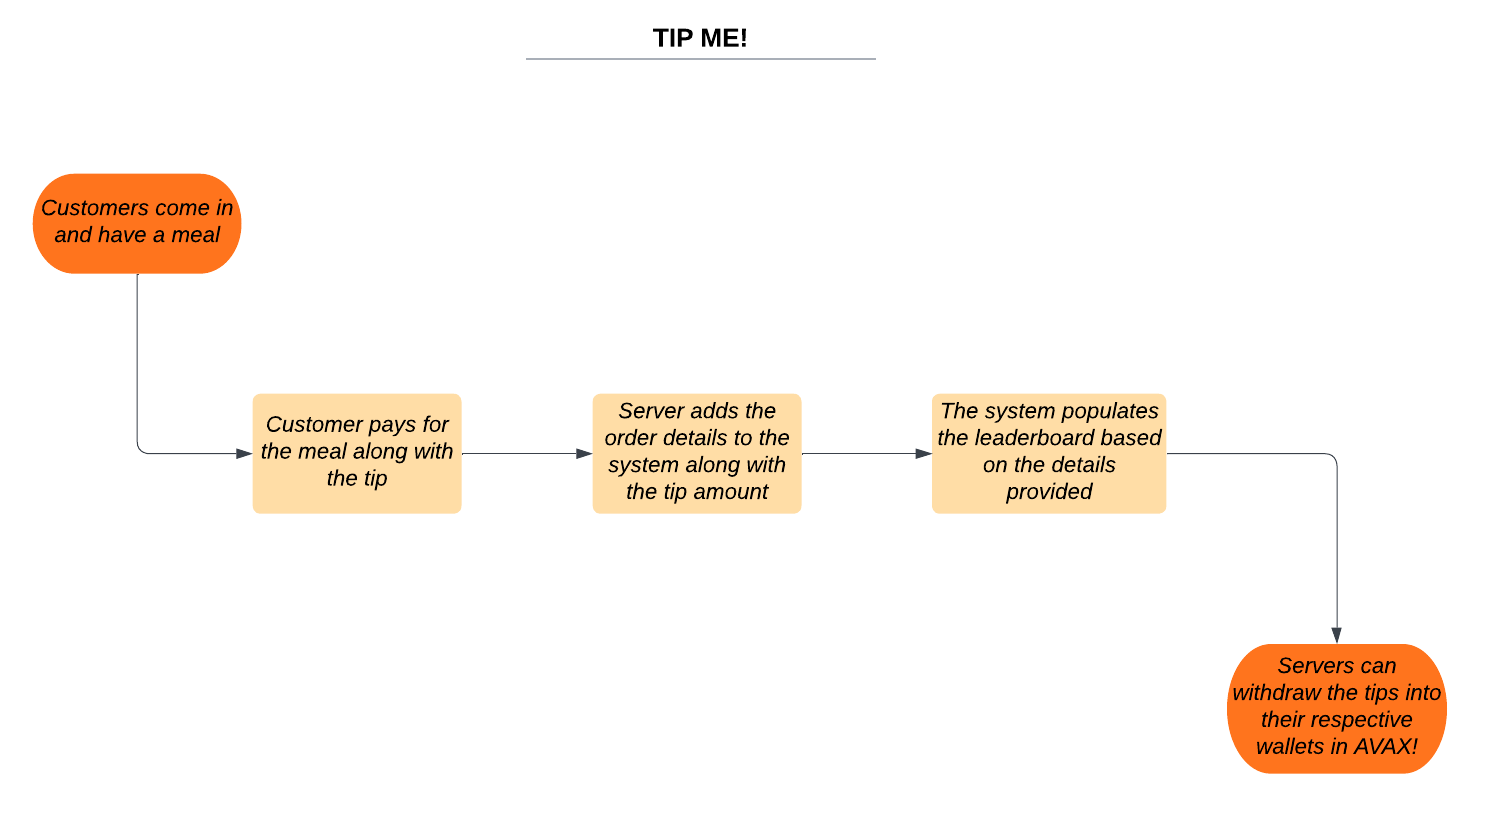 TIP ME!
Customers come in
and have a meal
Customer pays for
the meal along with
the tip
Server adds the
order details to the
system along with
the tip amount
The system populates
the leaderboard based
on the details
provided
Servers can
withdraw the tips into
their respective
wallets in AVAX!